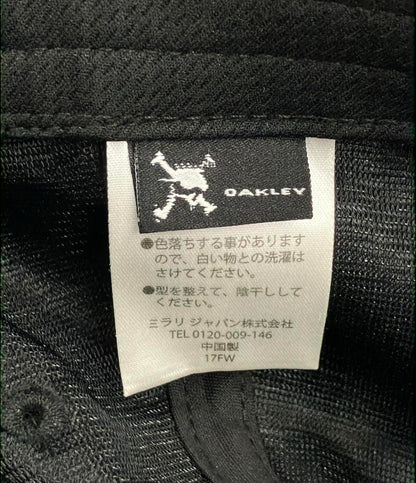 OAKLEY
●色落ちする事があります
ので、白い物との洗濯は
さけてください。
●型を整えて、陰干ししてください。
ミラリ ジャパン株式会社
TEL 0120-009-146
中国製
17FW